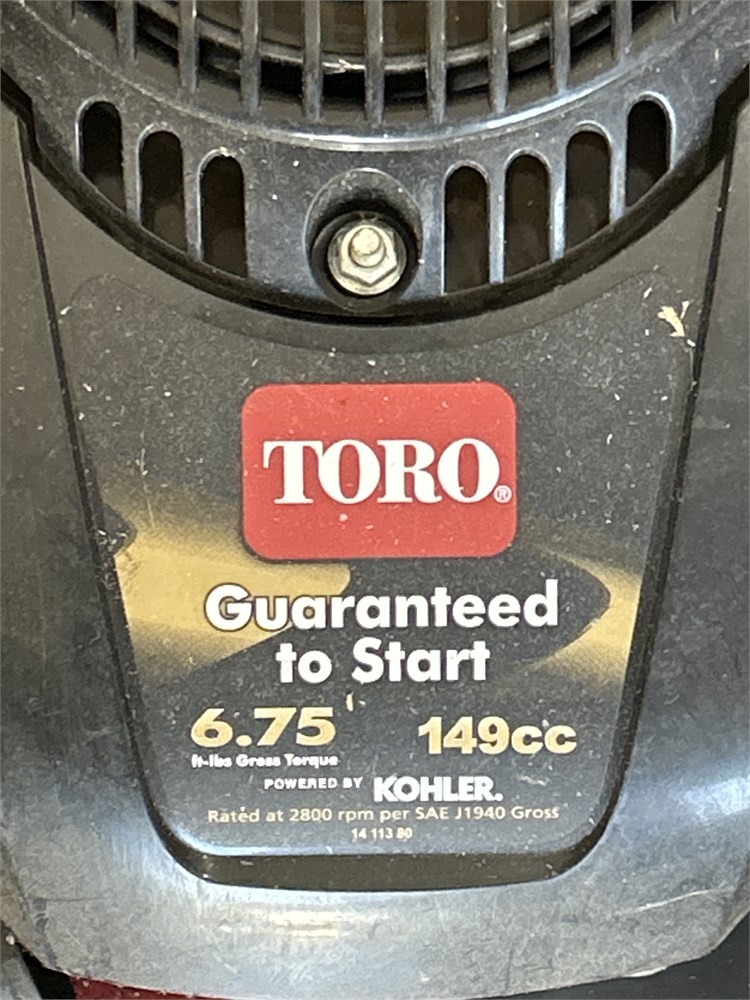 TORO®
Guaranteed
to Start
6.75 149cc
ft-lbs Gross Torque
POWERED BY KOHLER.
Rated at 2800 rpm per SAE J1940 Gross
14 113 80